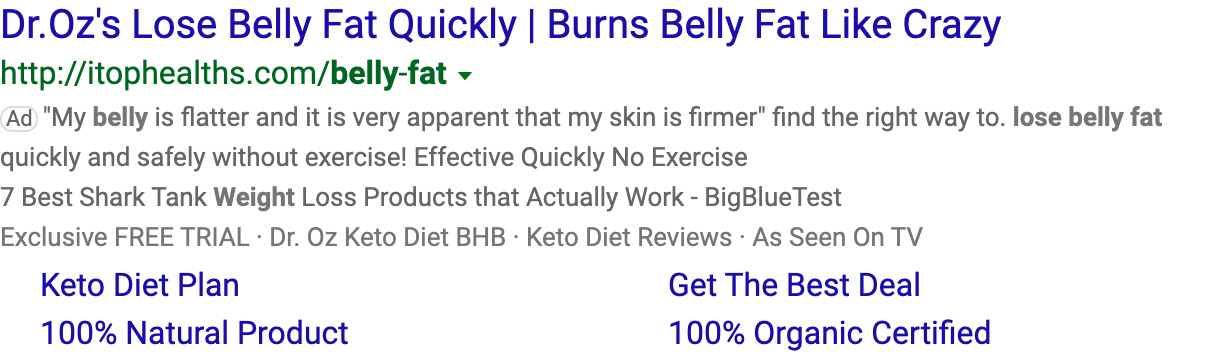 Dr.Oz's Lose Belly Fat Quickly | Burns Belly Fat Like Crazy
http://itophealths.com/belly-fat
Ad "My belly is flatter and it is very apparent that my skin is firmer" find the right way to. lose belly fat
quickly and safely without exercise! Effective Quickly No Exercise
7 Best Shark Tank Weight Loss Products that Actually Work - BigBlueTest
Exclusive FREE TRIAL · Dr. Oz Keto Diet BHB · Keto Diet Reviews · As Seen On TV
Keto Diet Plan Get The Best Deal
100% Natural Product 100% Organic Certified